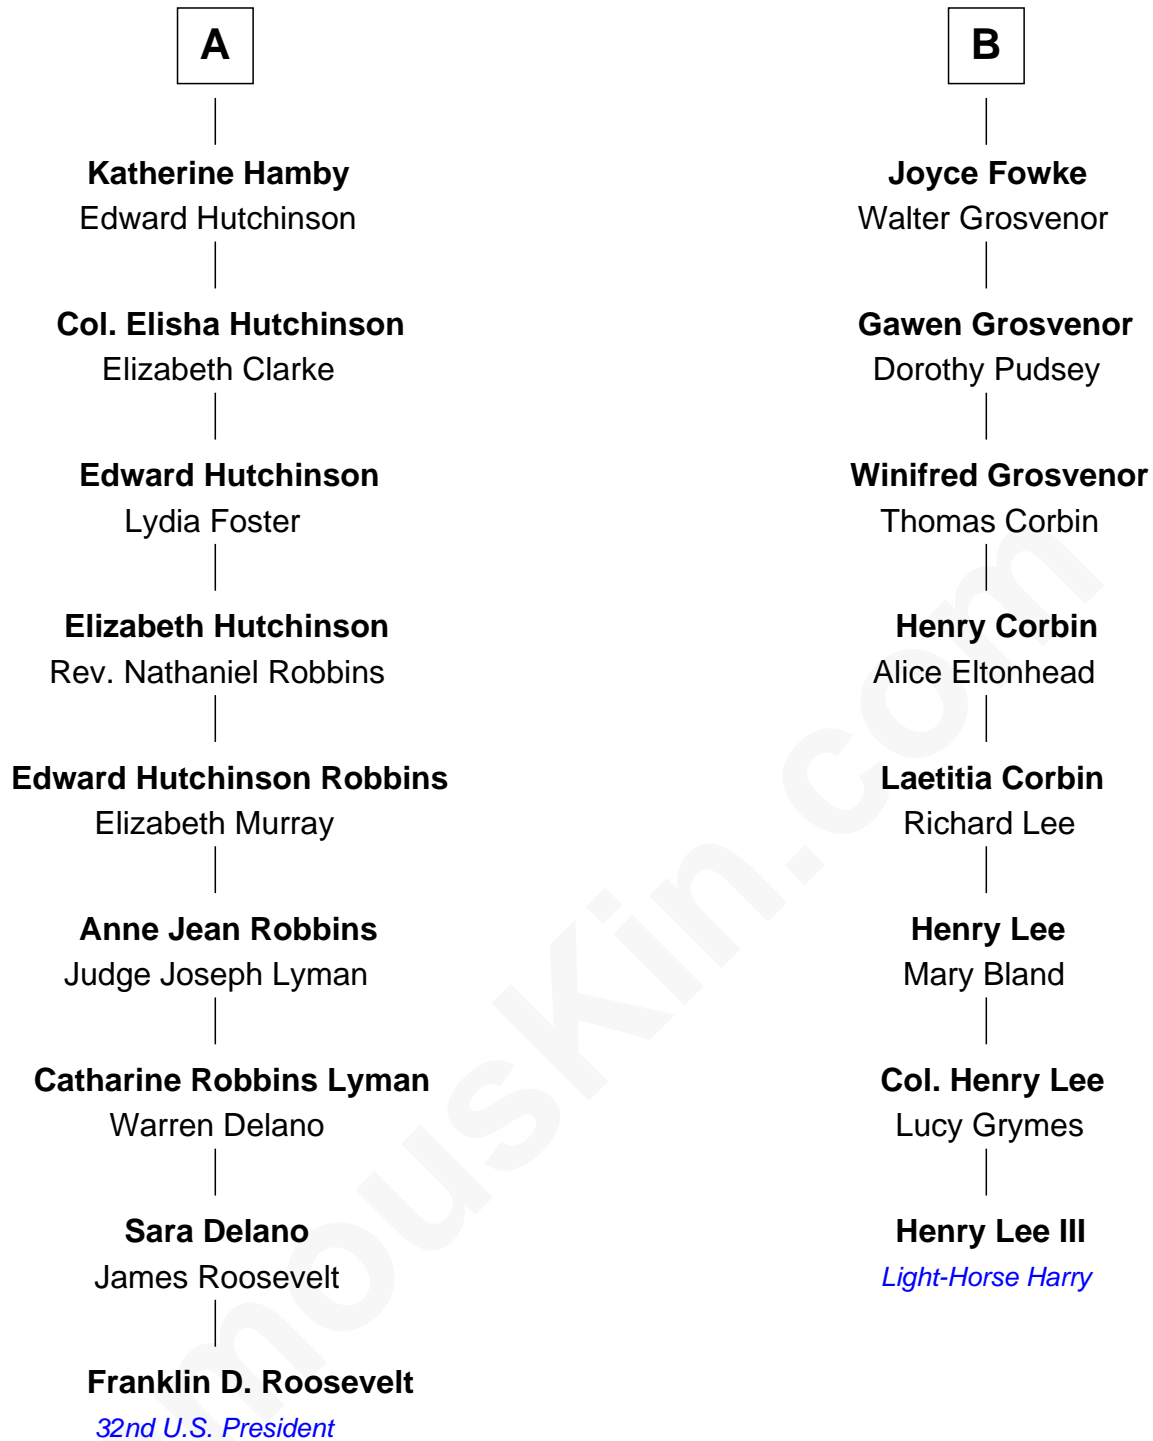 A
Katherine Hamby
Edward Hutchinson
Col. Elisha Hutchinson
Elizabeth Clarke
Edward Hutchinson
Lydia Foster
Elizabeth Hutchinson
Rev. Nathaniel Robbins
Edward Hutchinson Robbins
Elizabeth Murray
Anne Jean Robbins
Judge Joseph Lyman
Catharine Robbins Lyman
Warren Delano
Sara Delano
James Roosevelt
Franklin D. Roosevelt
32nd U.S. President
B
Joyce Fowke
Walter Grosvenor
Gawen Grosvenor
Dorothy Pudsey
Winifred Grosvenor
Thomas Corbin
Henry Corbin
Alice Eltonhead
Laetitia Corbin
Richard Lee
Henry Lee
Mary Bland
Col. Henry Lee
Lucy Grymes
Henry Lee III
Light-Horse Harry
mousKin.com